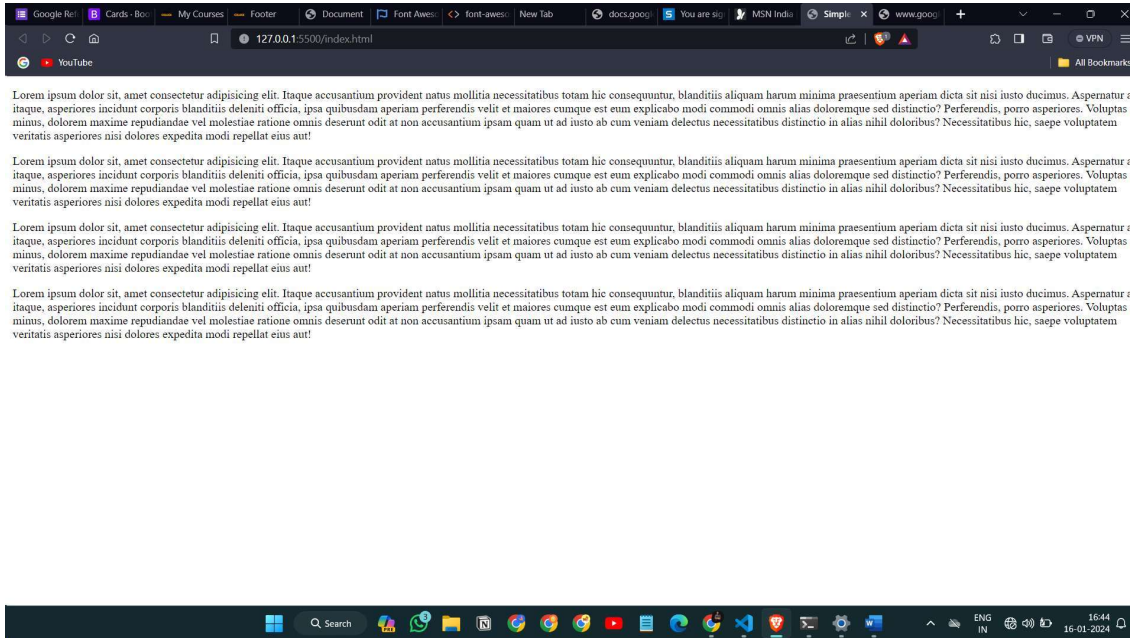 Google Ref
Cards - Boo
My Courses
Footer
Document
Font Awes
font-aweso
New Tab
docs.googl
You are sig
MSN India
Simple
www.googl
127.0.0.1:5500/index.html
VPN
YouTube
All Bookmarks
Lorem ipsum dolor sit, amet consectetur adipisicing elit. Itaque accusantium provident natus mollitia necessitatibus totam hic consequuntur, blanditiis aliquam harum minima praesentium aperiam dicta sit nisi iusto ducimus. Aspernatur a
itaque, asperiores incidunt corporis blanditiis deleniti officia, ipsa quibusdam aperiam perferendis velit et maiores cumque est eum explicabo modi commodi omnis alias doloremque sed distinctio? Perferendis, porro asperiores. Voluptas
minus, dolorem maxime repudiandae vel molestiae ratione omnis deserunt odit at non accusantium ipsam quam ut ad iusto ab cum veniam delectus necessitatibus distinctio in alias nihil doloribus? Necessitatibus hic, saepe voluptatem
veritatis asperiores nisi dolores expedita modi repellat eius aut!
Lorem ipsum dolor sit, amet consectetur adipisicing elit. Itaque accusantium provident natus mollitia necessitatibus totam hic consequuntur, blanditiis aliquam harum minima praesentium aperiam dicta sit nisi iusto ducimus. Aspernatur a
itaque, asperiores incidunt corporis blanditiis deleniti officia, ipsa quibusdam aperiam perferendis velit et maiores cumque est eum explicabo modi commodi omnis alias doloremque sed distinctio? Perferendis, porro asperiores. Voluptas
minus, dolorem maxime repudiandae vel molestiae ratione omnis deserunt odit at non accusantium ipsam quam ut ad iusto ab cum veniam delectus necessitatibus distinctio in alias nihil doloribus? Necessitatibus hic, saepe voluptatem
veritatis asperiores nisi dolores expedita modi repellat eius aut!
Lorem ipsum dolor sit, amet consectetur adipisicing elit. Itaque accusantium provident natus mollitia necessitatibus totam hic consequuntur, blanditiis aliquam harum minima praesentium aperiam dicta sit nisi iusto ducimus. Aspernatur a
itaque, asperiores incidunt corporis blanditiis deleniti officia, ipsa quibusdam aperiam perferendis velit et maiores cumque est eum explicabo modi commodi omnis alias doloremque sed distinctio? Perferendis, porro asperiores. Voluptas
minus, dolorem maxime repudiandae vel molestiae ratione omnis deserunt odit at non accusantium ipsam quam ut ad iusto ab cum veniam delectus necessitatibus distinctio in alias nihil doloribus? Necessitatibus hic, saepe voluptatem
veritatis asperiores nisi dolores expedita modi repellat eius aut!
Lorem ipsum dolor sit, amet consectetur adipisicing elit. Itaque accusantium provident natus mollitia necessitatibus totam hic consequuntur, blanditiis aliquam harum minima praesentium aperiam dicta sit nisi iusto ducimus. Aspernatur a
itaque, asperiores incidunt corporis blanditiis deleniti officia, ipsa quibusdam aperiam perferendis velit et maiores cumque est eum explicabo modi commodi omnis alias doloremque sed distinctio? Perferendis, porro asperiores. Voluptas
minus, dolorem maxime repudiandae vel molestiae ratione omnis deserunt odit at non accusantium ipsam quam ut ad iusto ab cum veniam delectus necessitatibus distinctio in alias nihil doloribus? Necessitatibus hic, saepe voluptatem
veritatis asperiores nisi dolores expedita modi repellat eius aut!
Search
ENG
IN
16:44
16-01-2024